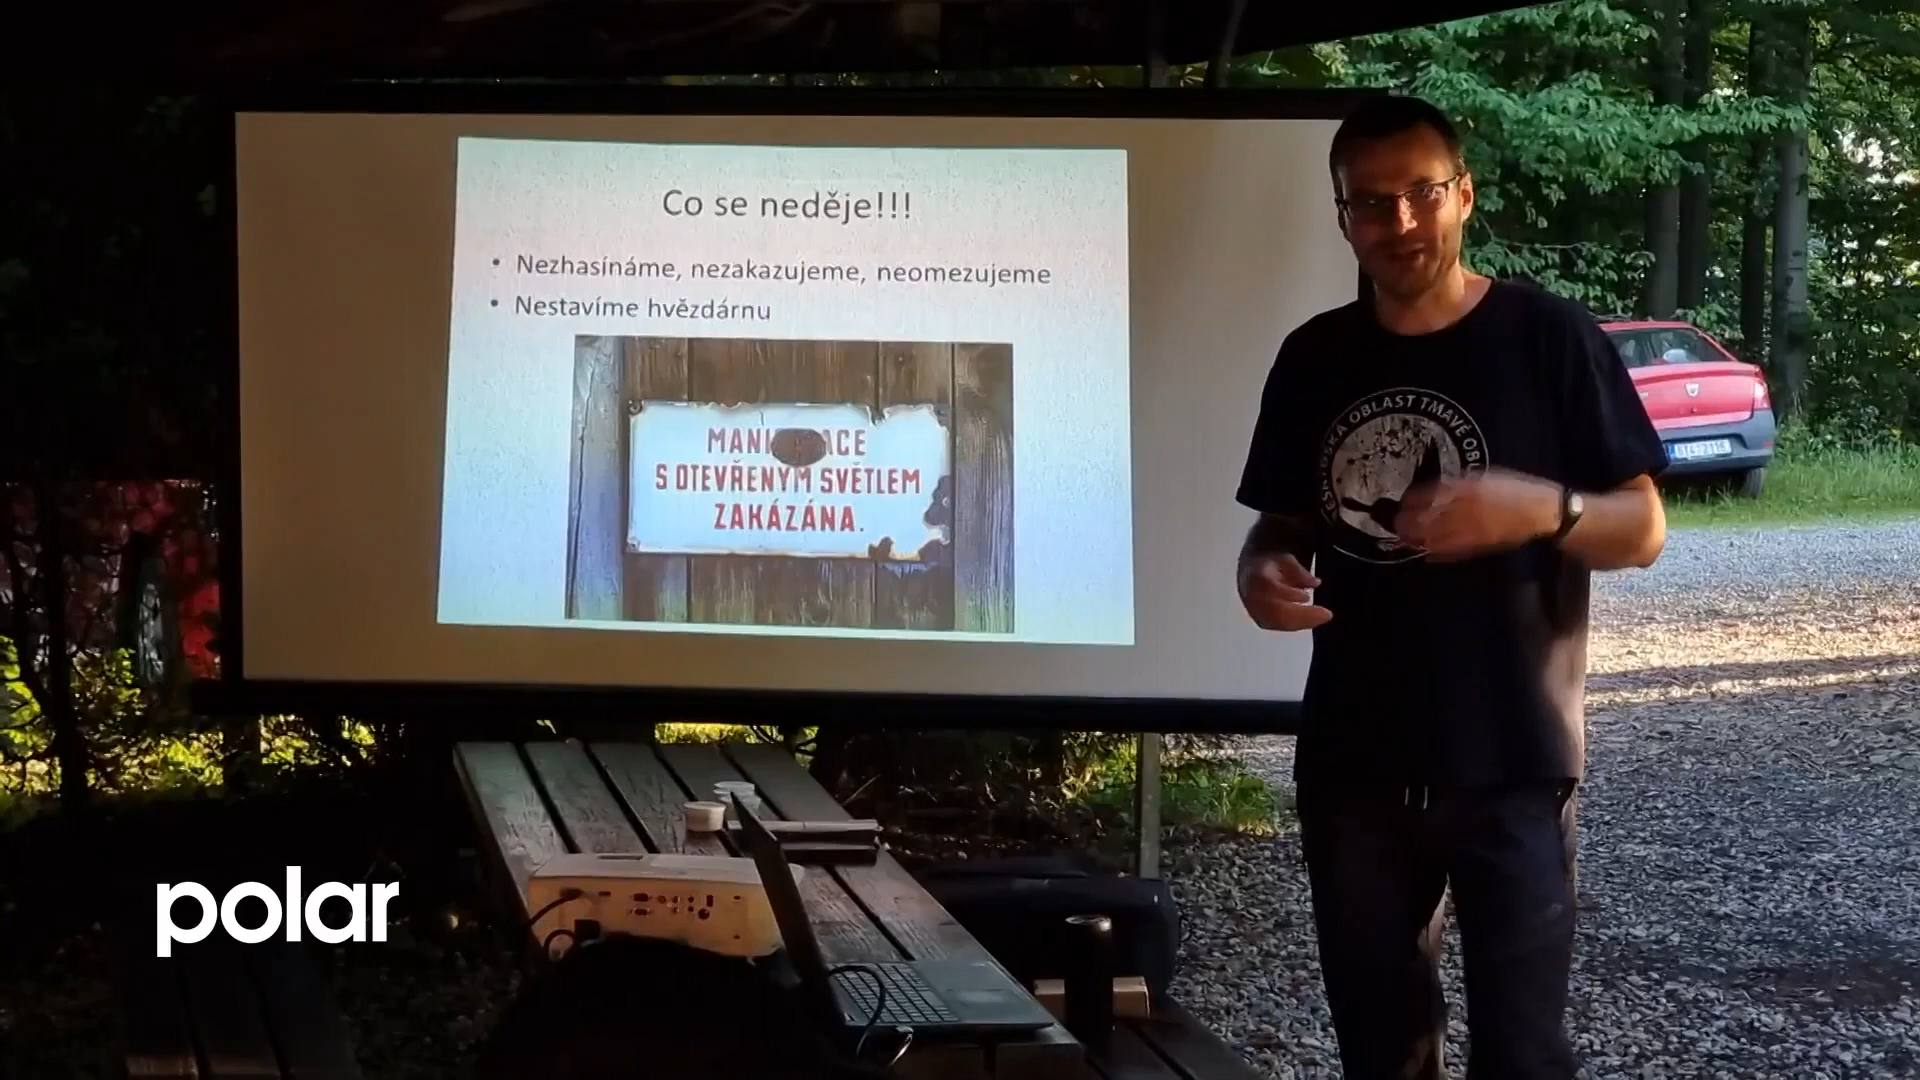 Co se neděje!!!
• Nezhasínáme, nezakazujeme, neomezujeme
• Nestavíme hvězdárnu
S OTEVŘENÝM SVĚTLEM
ZAKÁZÁNA.
OBLAST TMAVÉ
polar